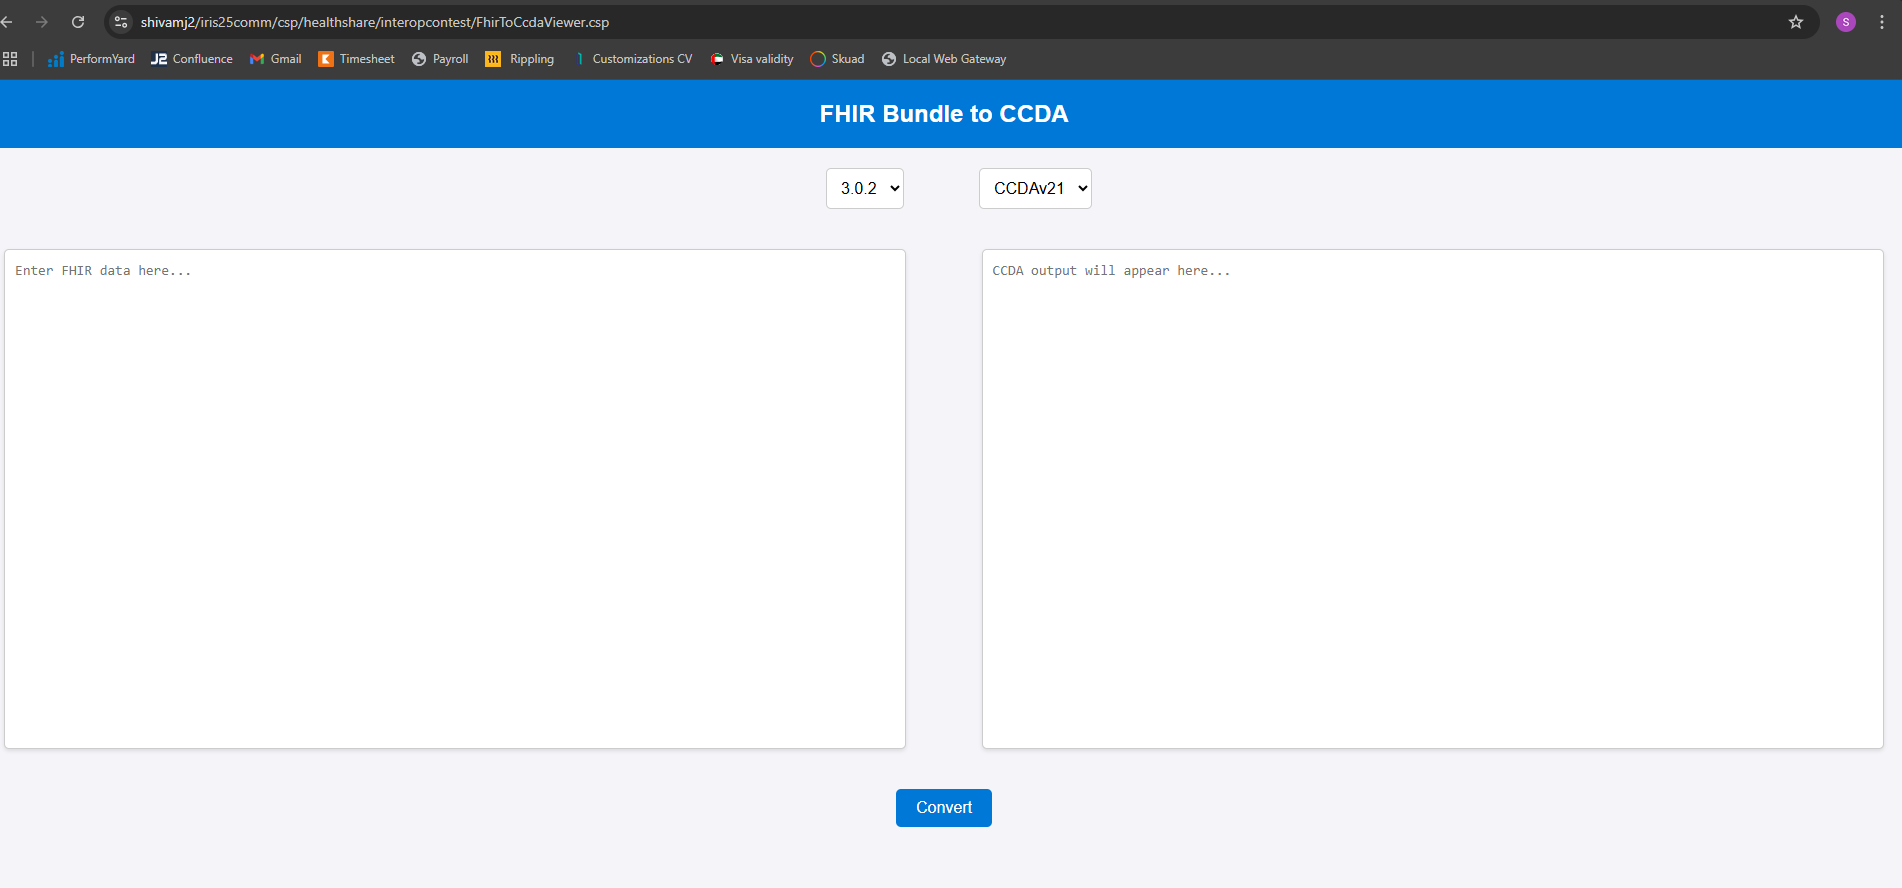 shivamj2/iris25comm/csp/healthshare/interopcontest/FhirToCcdaViewer.csp
S
PerformYard
J2 Confluence
Gmail
Timesheet
Payroll
Rippling
Customizations CV
Visa validity
Skuad
Local Web Gateway
FHIR Bundle to CCDA
3.0.2
CCDAv21
Enter FHIR data here...
CCDA output will appear here...
Convert